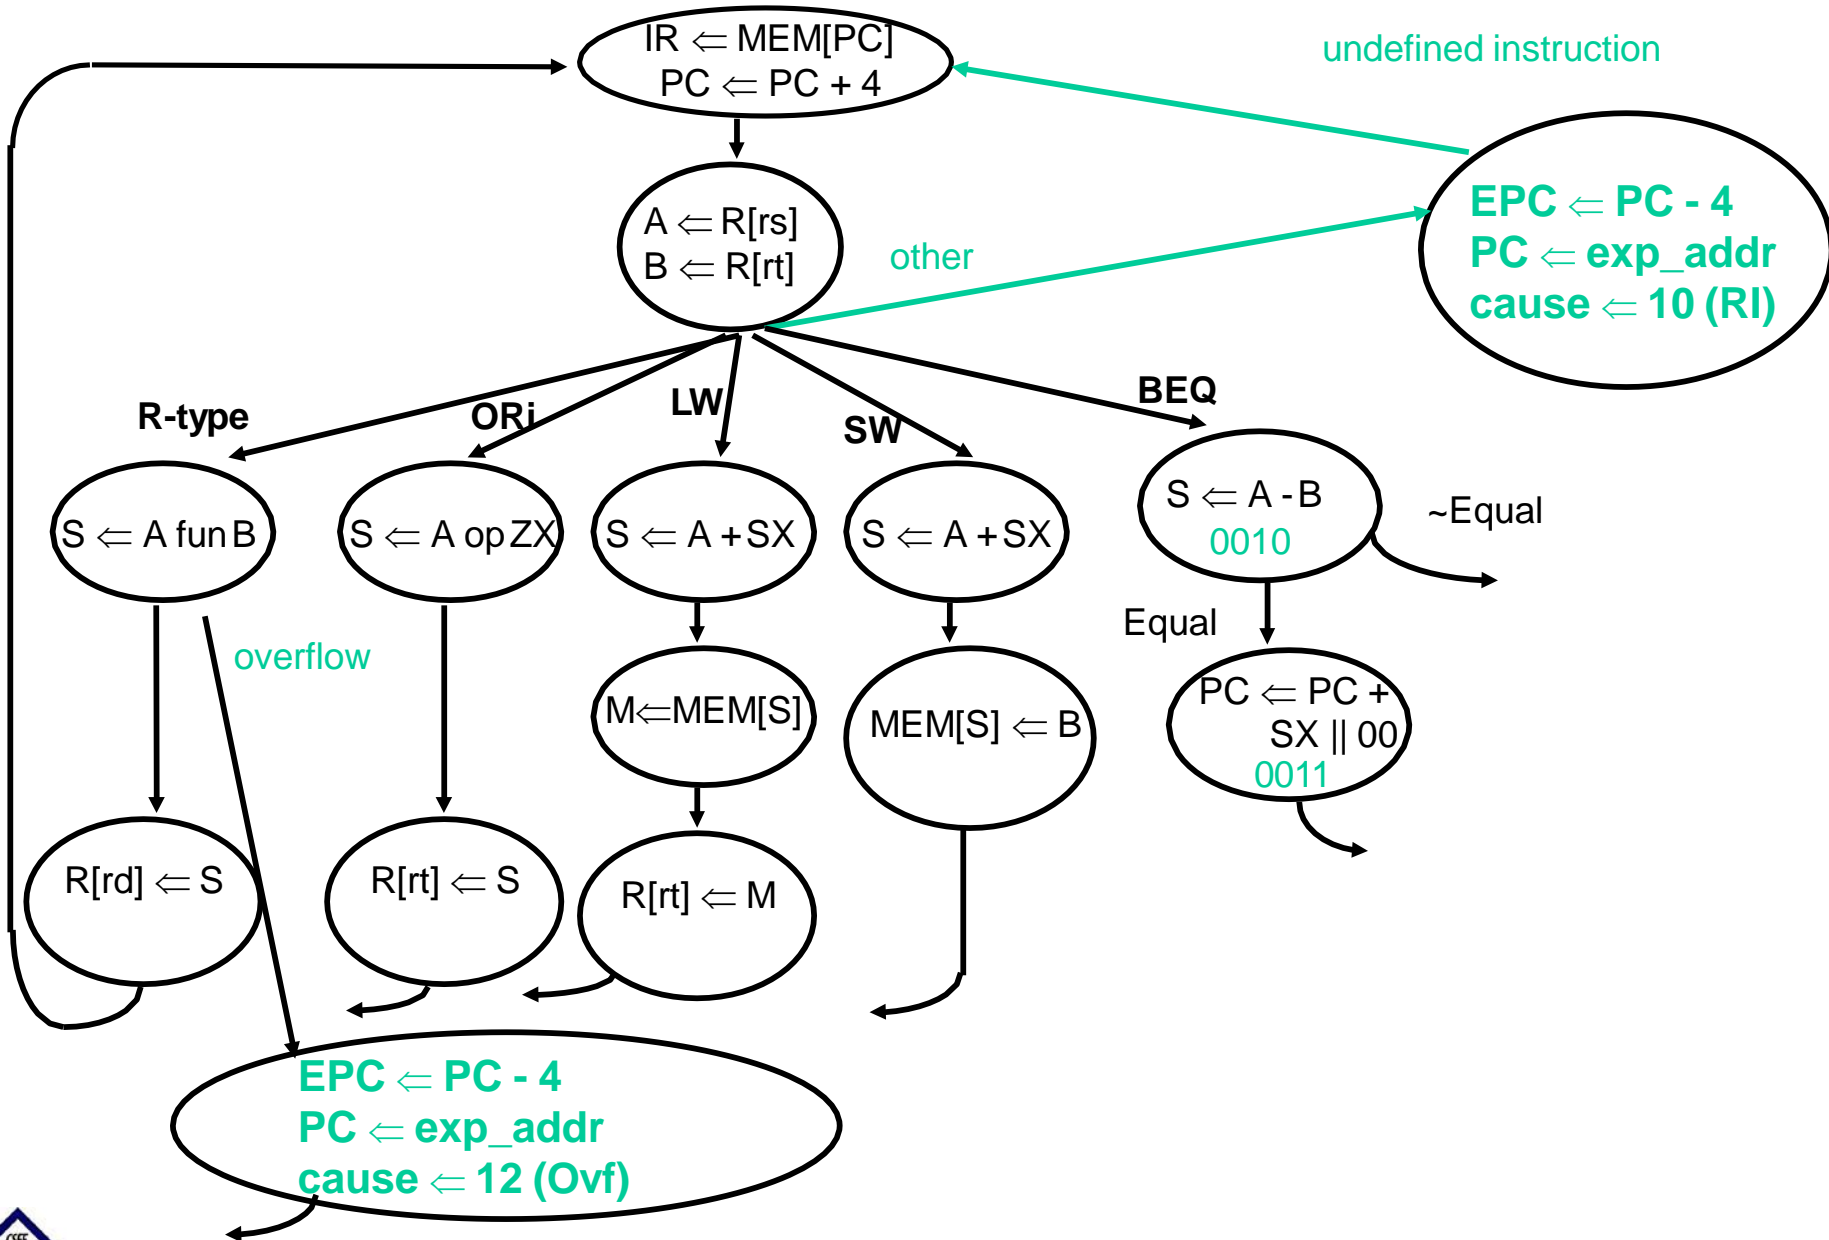 IR ⇐ MEM[PC]
PC ⇐ PC + 4
undefined instruction
A ⇐ R[rs]
B ⇐ R[rt]
other
EPC ⇐ PC - 4
PC ⇐ exp_addr
cause ⇐ 10 (RI)
R-type
ORi
LW
SW
BEQ
S ⇐ A fun B
S ⇐ A op ZX
S ⇐ A + SX
S ⇐ A + SX
S ⇐ A - B
0010
~Equal
Equal
overflow
M⇐MEM[S]
MEM[S] ⇐ B
PC ⇐ PC +
SX || 00
0011
R[rd] ⇐ S
R[rt] ⇐ S
R[rt] ⇐ M
EPC ⇐ PC - 4
PC ⇐ exp_addr
cause ⇐ 12 (Ovf)